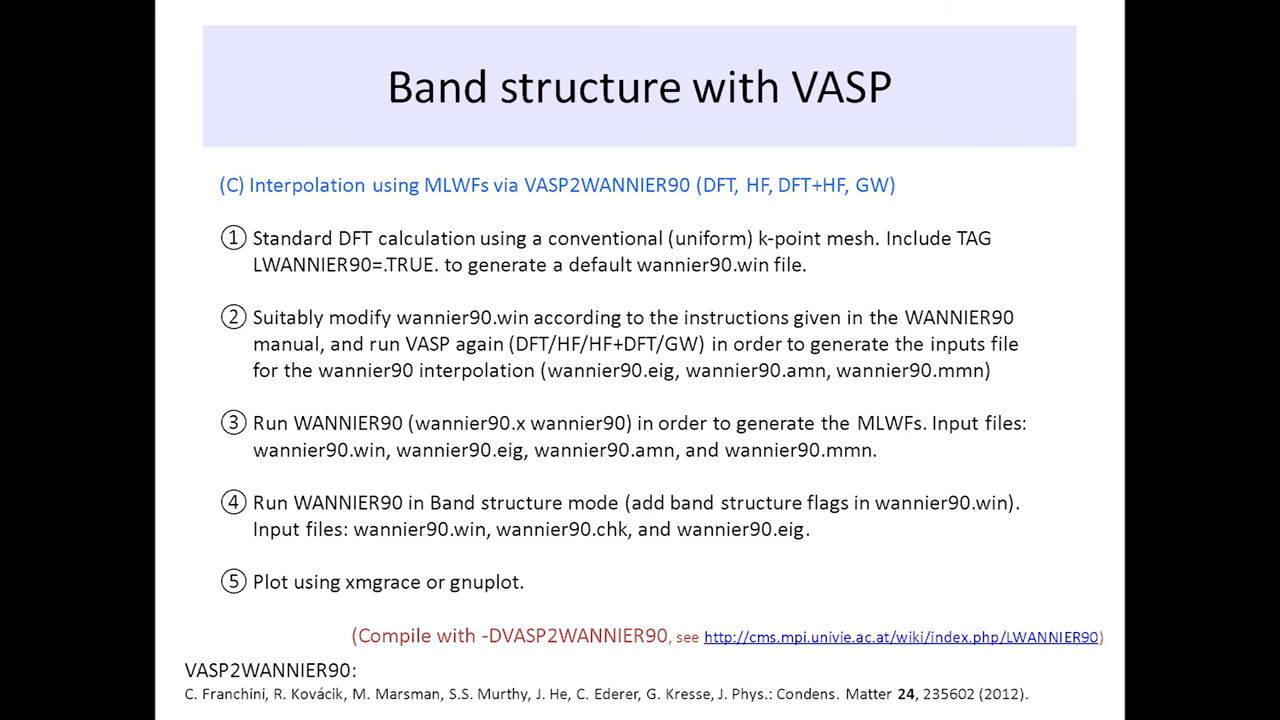 Band structure with VASP
(C) Interpolation using MLWFs via VASP2WANNIER90 (DFT, HF, DFT+HF, GW)
① Standard DFT calculation using a conventional (uniform) k-point mesh. Include TAG
LWANNIER90=.TRUE. to generate a default wannier90.win file.
② Suitably modify wannier90.win according to the instructions given in the WANNIER90
manual, and run VASP again (DFT/HF/HF+DFT/GW) in order to generate the inputs file
for the wannier90 interpolation (wannier90.eig, wannier90.amn, wannier90.mmn)
③ Run WANNIER90 (wannier90.x wannier90) in order to generate the MLWFs. Input files:
wannier90.win, wannier90.eig, wannier90.amn, and wannier90.mmn.
④ Run WANNIER90 in Band structure mode (add band structure flags in wannier90.win).
Input files: wannier90.win, wannier90.chk, and wannier90.eig.
⑤ Plot using xmgrace or gnuplot.
(Compile with -DVASP2WANNIER90, see http://cms.mpi.univie.ac.at/wiki/index.php/LWANNIER90)
VASP2WANNIER90:
C. Franchini, R. Kovácik, M. Marsman, S.S. Murthy, J. He, C. Ederer, G. Kresse, J. Phys.: Condens. Matter 24, 235602 (2012).